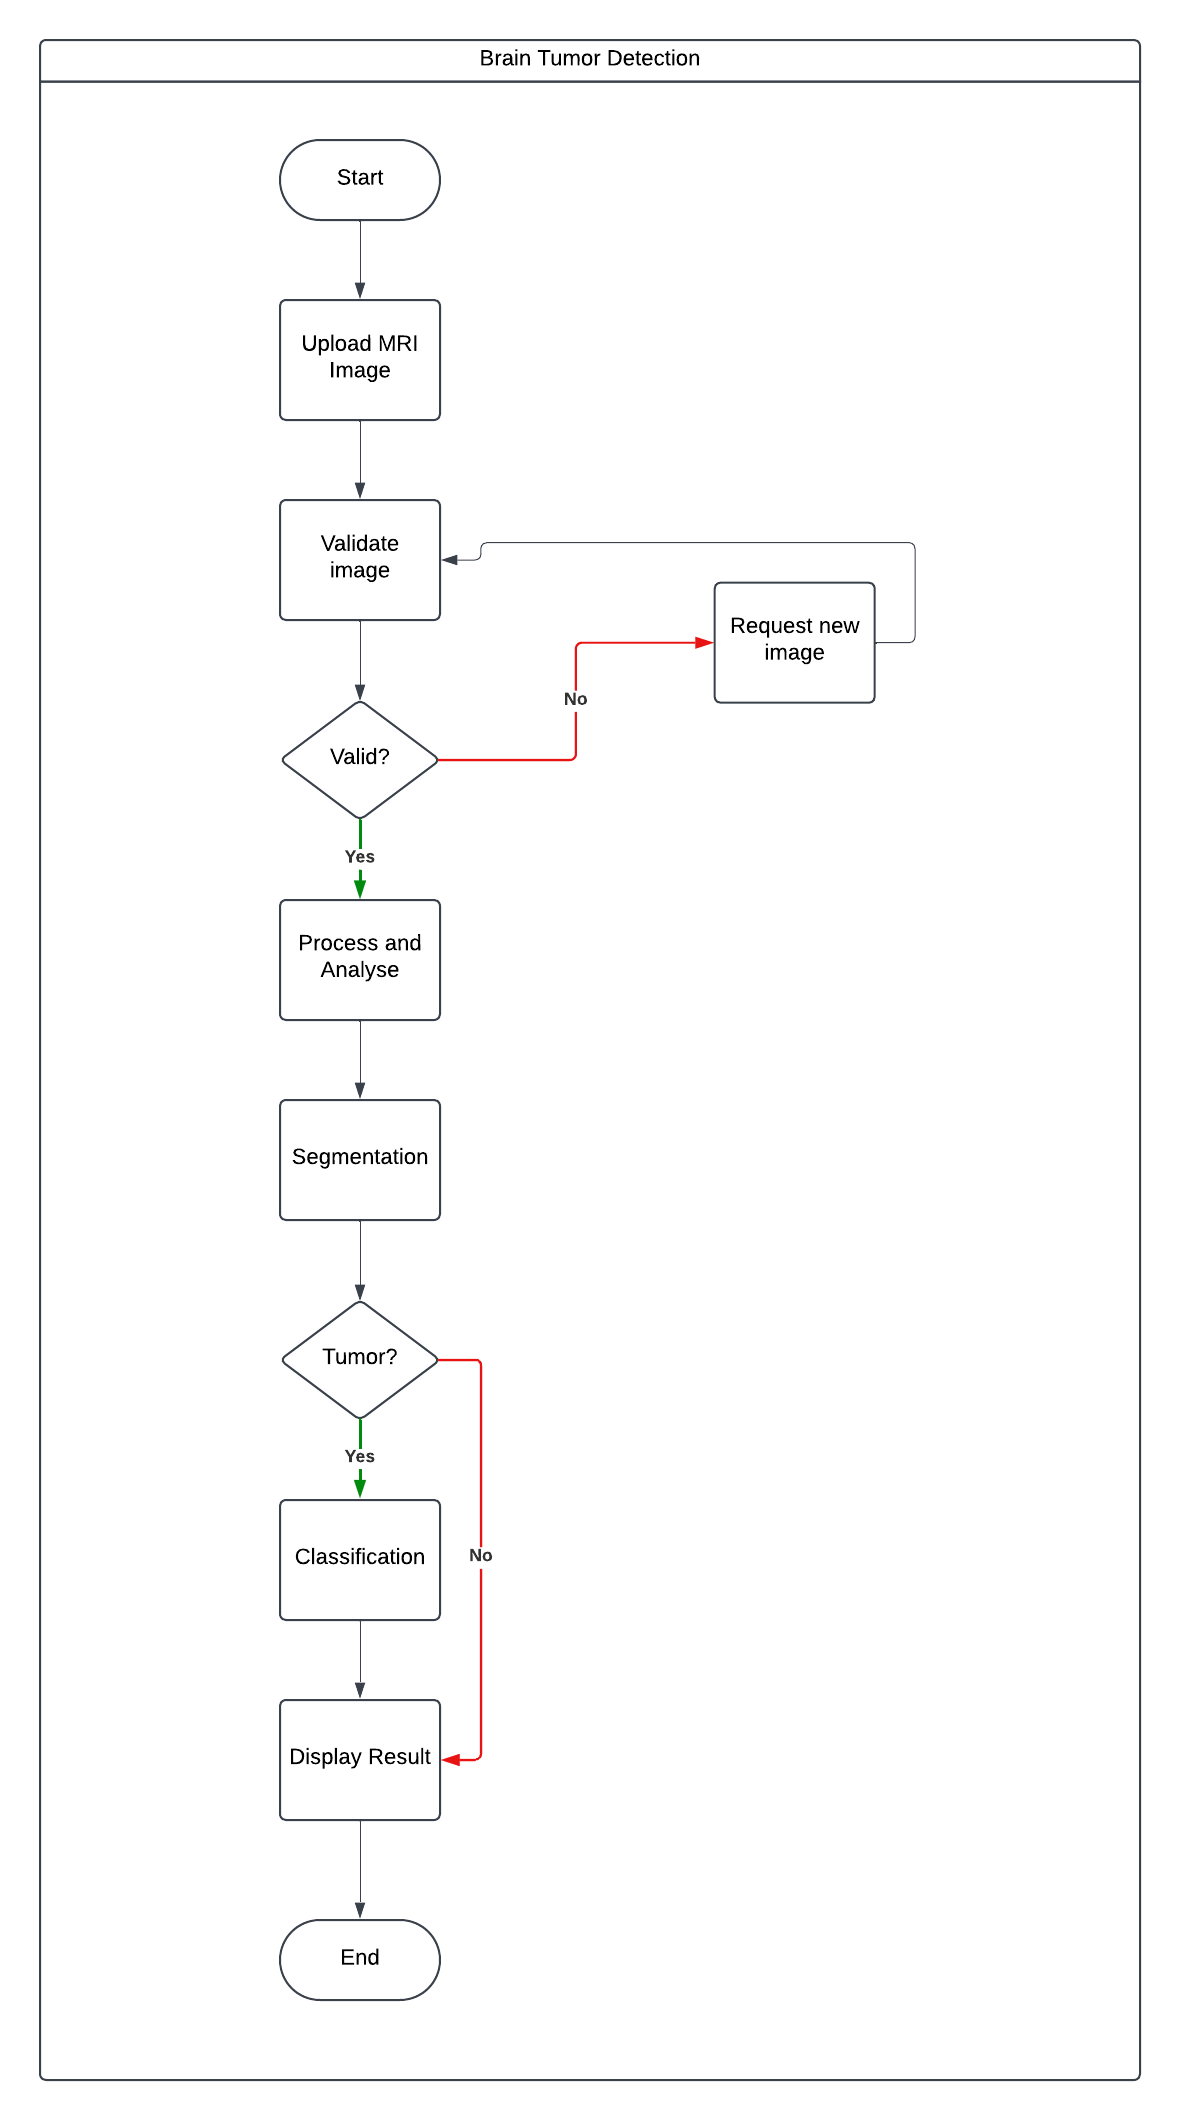 Brain Tumor Detection
Start
Upload MRI
Image
Validate
image
Request new
image
No
Valid?
Yes
Process and
Analyse
Segmentation
Tumor?
Yes
Classification
No
Display Result
End